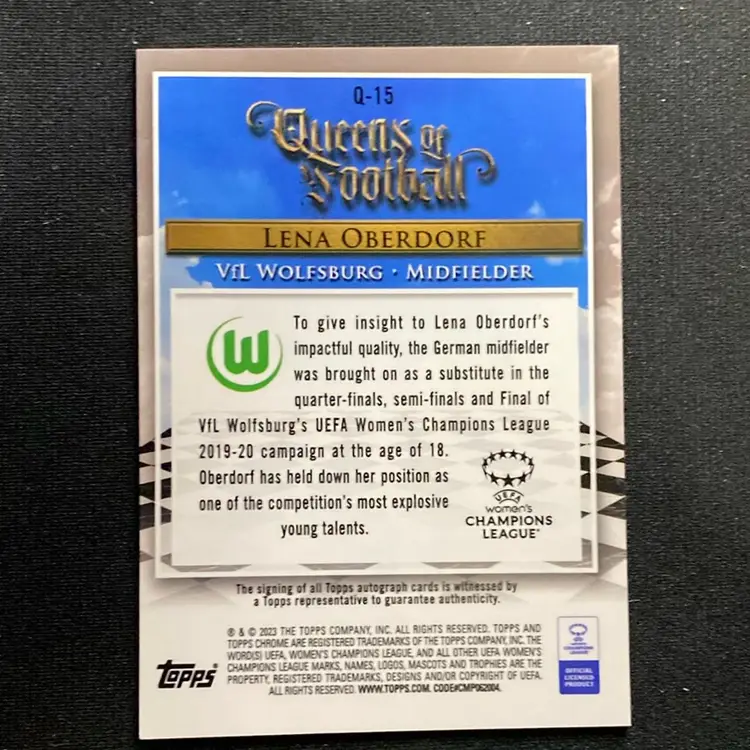 Q-15
Queens of
Football
LENA OBERDORF
VFL WOLFSBURG · MIDFIELDER
W
To give insight to Lena Oberdorf's
impactful quality, the German midfielder
was brought on as a substitute in the
quarter-finals, semi-finals and Final of
VfL Wolfsburg's UEFA Women's Champions League
2019-20 campaign at the age of 18.
Oberdorf has held down her position as
one of the competition's most explosive
young talents.
UEFA
women's
CHAMPIONS
LEAGUE
The signing of all Topps autograph cards is witnessed by
a Topps representative to guarantee authenticity.
® & © 2023 THE TOPPS COMPANY, INC. ALL RIGHTS RESERVED. TOPPS AND
TOPPS CHROME ARE REGISTERED TRADEMARKS OF THE TOPPS COMPANY, INC. THE
WORD(S) UEFA, WOMEN'S CHAMPIONS LEAGUE, AND ALL OTHER UEFA WOMEN'S
CHAMPIONS LEAGUE MARKS, NAMES, LOGOS, MASCOTS AND TROPHIES ARE THE
PROPERTY, REGISTERED TRADEMARKS, DESIGNS AND/OR COPYRIGHT OF UEFA.
ALL RIGHTS RESERVED. WWW.TOPPS.COM. CODE#CMP062004.
Topps®
CHAMPIONS
LEAGUE
OFFICIAL
LICENSED
PRODUCT